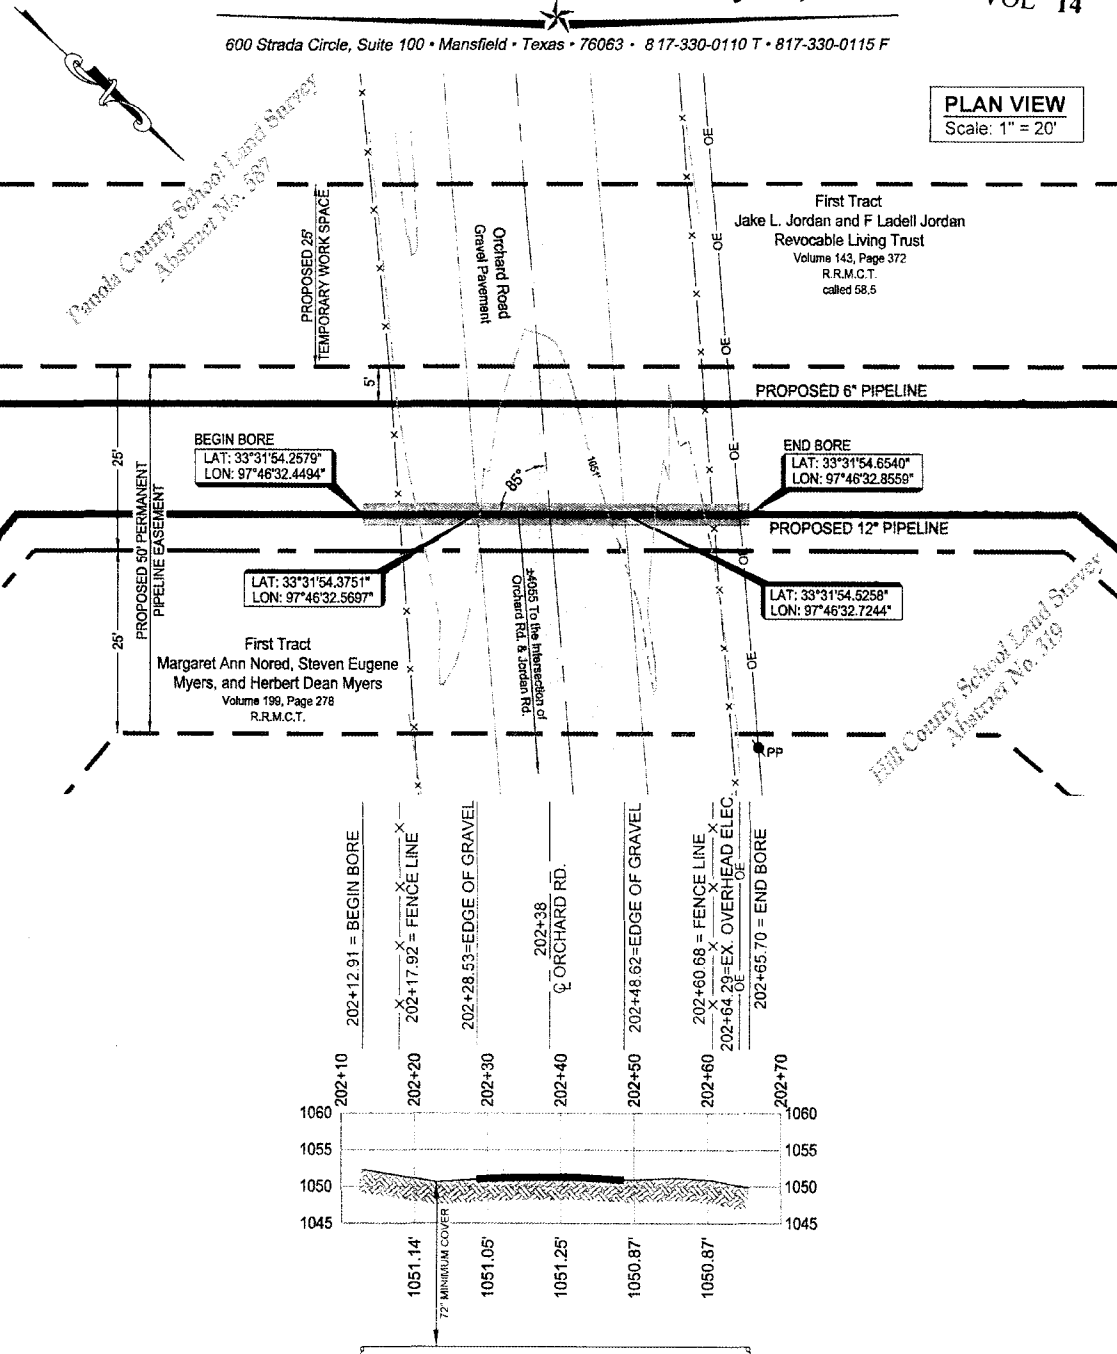 VOL 14
600 Strada Circle, Suite 100 • Mansfield • Texas • 76063 • 817-330-0110 T • 817-330-0115 F
PLAN VIEW
Scale: 1" = 20'
Panola County School Land Survey
Abstract No. 587
PROPOSED 25'
TEMPORARY WORK SPACE
Orchard Road
Gravel Pavement
OE
First Tract
Jake L. Jordan and F Ladell Jordan
Revocable Living Trust
Volume 143, Page 372
R.R.M.C.T.
called 58.5
OE
OE
5'
PROPOSED 6" PIPELINE
BEGIN BORE
LAT: 33°31'54.2579"
LON: 97°46'32.4494"
25'
PROPOSED 50' PERMANENT
PIPELINE EASEMENT
85°
1051'
OE
END BORE
LAT: 33°31'54.6540"
LON: 97°46'32.8559"
PROPOSED 12" PIPELINE
OE
LAT: 33°31'54.3751"
LON: 97°46'32.5697"
±4055 To the Intersection of
Orchard Rd. & Jordan Rd.
LAT: 33°31'54.5258"
LON: 97°46'32.7244"
25'
First Tract
Margaret Ann Nored, Steven Eugene
Myers, and Herbert Dean Myers
Volume 199, Page 278
R.R.M.C.T.
OE
PP
Hill County School Land Survey
Abstract No. 319
202+12.91 = BEGIN BORE
202+17.92 = FENCE LINE
202+28.53=EDGE OF GRAVEL
202+38
℄ ORCHARD RD.
202+48.62=EDGE OF GRAVEL
202+60.68 = FENCE LINE
202+64.29=EX. OVERHEAD ELEC.
OE
OE
202+65.70 = END BORE
202+10
202+20
202+30
202+40
202+50
202+60
202+70
1060
1060
1055
1055
1050
1050
1045
1045
72" MINIMUM COVER
1051.14'
1051.05'
1051.25'
1050.87'
1050.87'